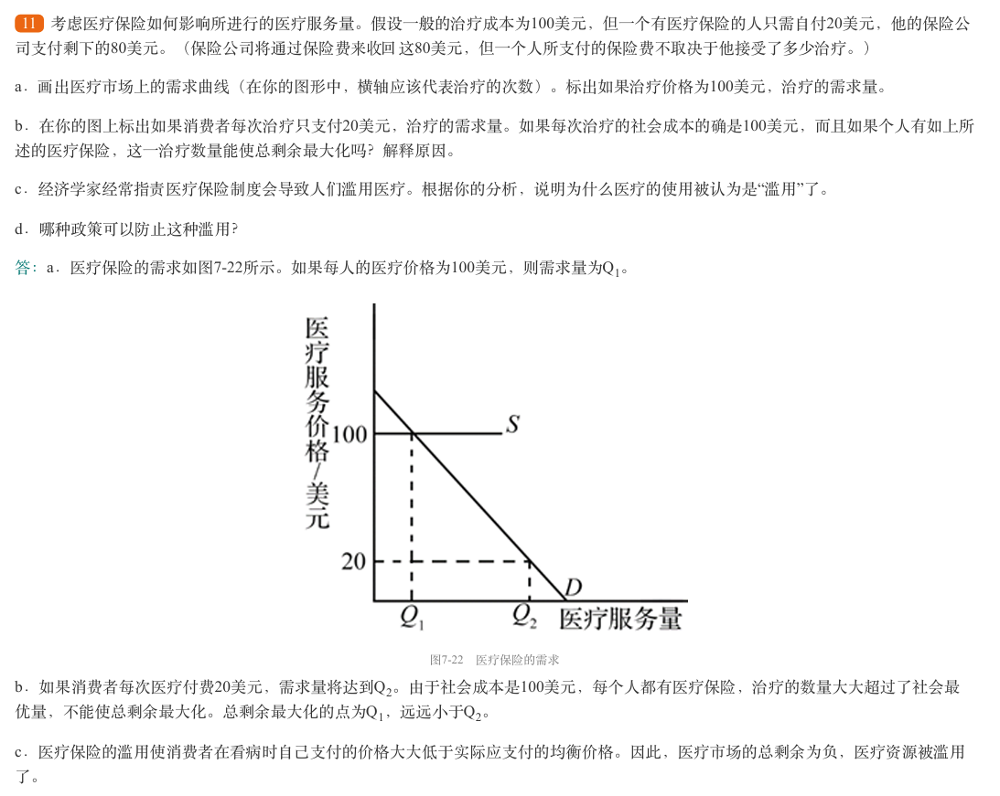 11 考虑医疗保险如何影响所进行的医疗服务量。假设一般的治疗成本为100美元，但一个有医疗保险的人只需自付20美元，他的保险公
司支付剩下的80美元。（保险公司将通过保险费来收回这80美元，但一个人所支付的保险费不取决于他接受了多少治疗。）
a．画出医疗市场上的需求曲线（在你的图形中，横轴应该代表治疗的次数）。标出如果治疗价格为100美元，治疗的需求量。
b．在你的图上标出如果消费者每次治疗只支付20美元，治疗的需求量。如果每次治疗的社会成本的确是100美元，而且如果个人有如上所
述的医疗保险，这一治疗数量能使总剩余最大化吗？解释原因。
c．经济学家经常指责医疗保险制度会导致人们滥用医疗。根据你的分析，说明为什么医疗的使用被认为是“滥用”了。
d．哪种政策可以防止这种滥用？
答：a．医疗保险的需求如图7-22所示。如果每人的医疗价格为100美元，则需求量为Q1。
医疗服务价格/美元
100
S
20
D
Q1
Q2
医疗服务量
图7-22 医疗保险的需求
b．如果消费者每次医疗付费20美元，需求量将达到Q2。由于社会成本是100美元，每个人都有医疗保险，治疗的数量大大超过了社会最
优量，不能使总剩余最大化。总剩余最大化的点为Q1，远远小于Q2。
c．医疗保险的滥用使消费者在看病时自己支付的价格大大低于实际应支付的均衡价格。因此，医疗市场的总剩余为负，医疗资源被滥用
了。